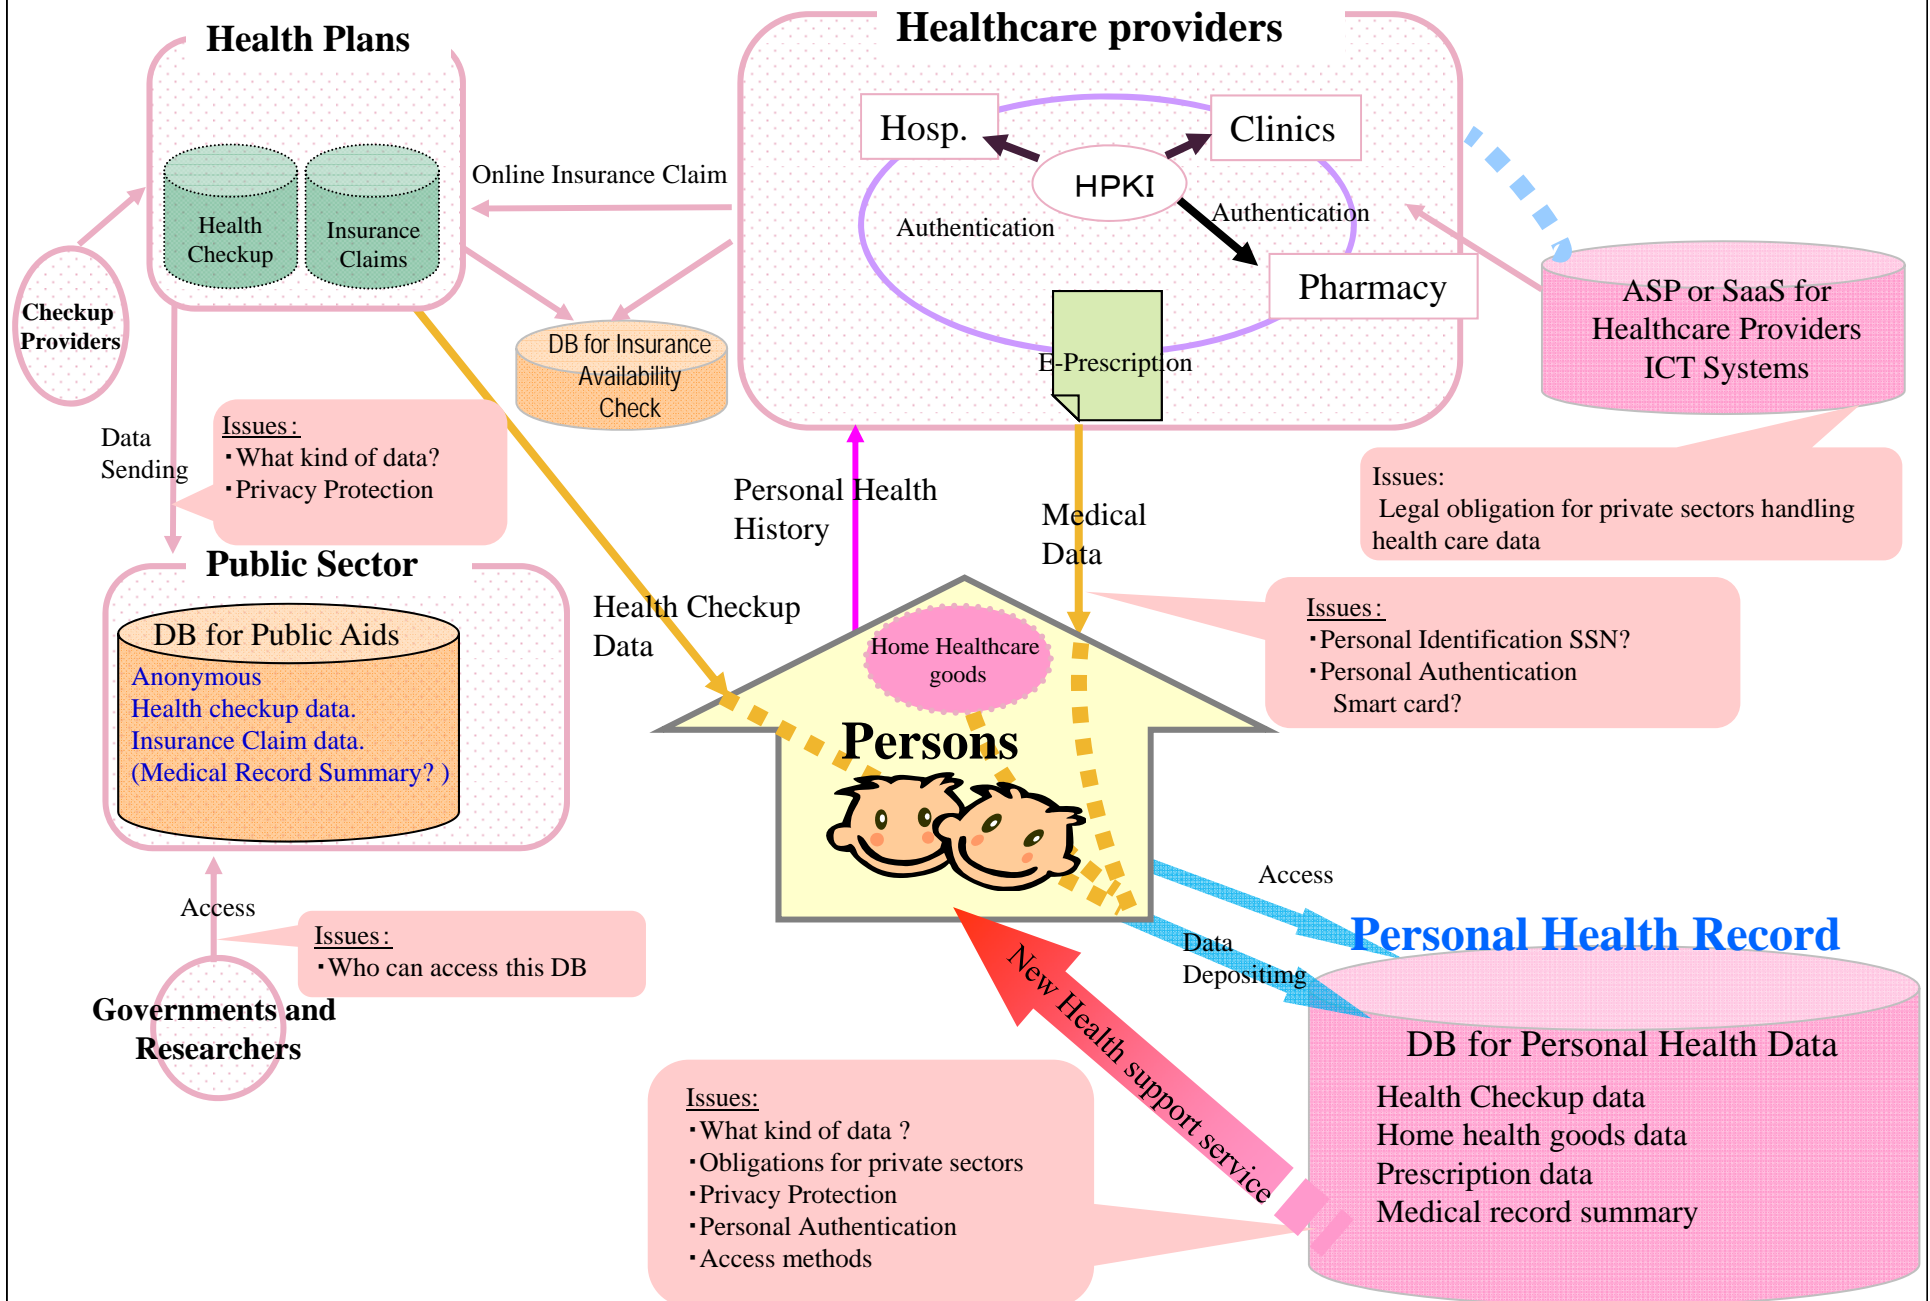 Health Plans
Healthcare providers
Hosp.
Clinics
HPKI
Online Insurance Claim
Authentication
Authentication
Pharmacy
Health
Checkup
Insurance
Claims
Checkup
Providers
DB for Insurance
Availability
Check
E-Prescription
ASP or SaaS for
Healthcare Providers
ICT Systems
Data
Sending
Issues:
・What kind of data?
・Privacy Protection
Personal Health
History
Medical
Data
Issues:
Legal obligation for private sectors handling
health care data
Public Sector
DB for Public Aids
Anonymous
Health checkup data.
Insurance Claim data.
(Medical Record Summary? )
Health Checkup
Data
Home Healthcare
goods
Persons
Issues:
・Personal Identification SSN?
・Personal Authentication
Smart card?
Access
Issues:
・Who can access this DB
Governments and
Researchers
Access
Data
Depositimg
Personal Health Record
New Health support service
DB for Personal Health Data
Health Checkup data
Home health goods data
Prescription data
Medical record summary
Issues:
・What kind of data ?
・Obligations for private sectors
・Privacy Protection
・Personal Authentication
・Access methods